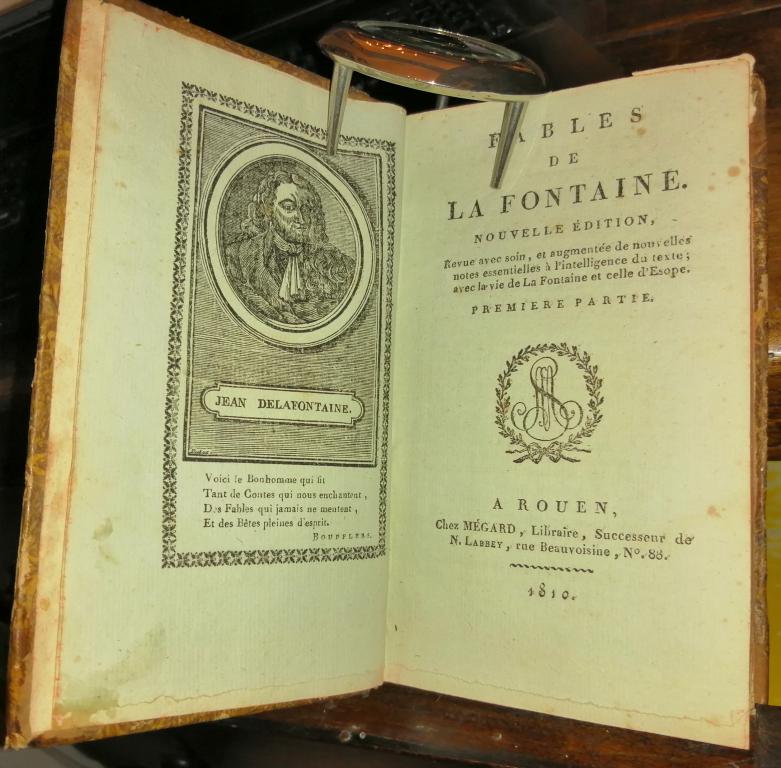 JEAN DELAFONTAINE.
Voici le Bonhomme qui fit
Tant de Contes qui nous enchantent,
Des Fables qui jamais ne mentent,
Et des Bêtes pleines d'esprit.
BOUFFLERS.
FABLES
DE
LA FONTAINE.
NOUVELLE ÉDITION,
Revue avec soin, et augmentée de nouvelles
notes essentielles à l'intelligence du texte;
avec la vie de La Fontaine et celle d'Esope.
PREMIERE PARTIE.
A ROUEN,
Chez MÉGARD, Libraire, Successeur de
N. LABBEY, rue Beauvoisine, N°. 88.
1810.